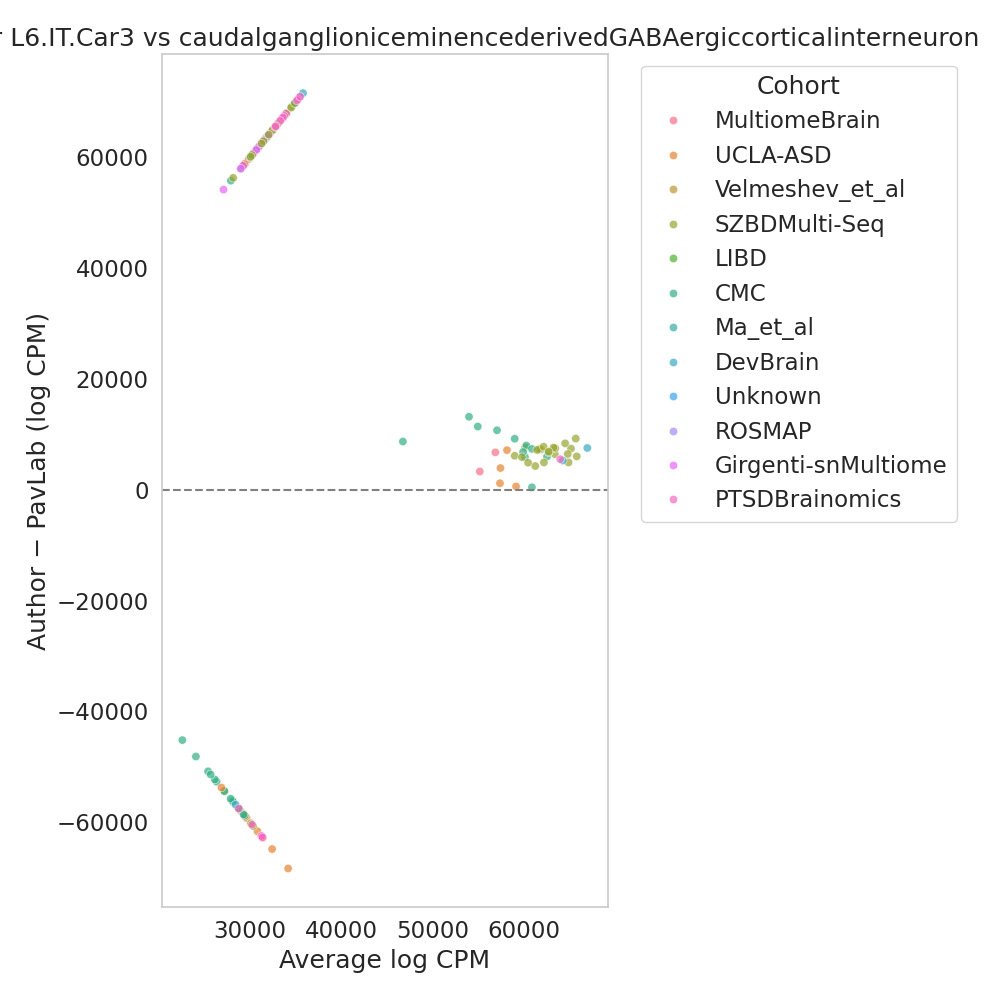 L6.IT.Car3 vs caudalganglioniceminencederivedGABAergiccorticalinterneuron
Cohort
MultiomeBrain
UCLA-ASD
Velmeshev_et_al
SZBDMulti-Seq
LIBD
CMC
Ma_et_al
DevBrain
Unknown
ROSMAP
Girgenti-snMultiome
PTSDBrainomics
Author − PavLab (log CPM)
60000
40000
20000
0
−20000
−40000
−60000
30000 40000 50000 60000
Average log CPM